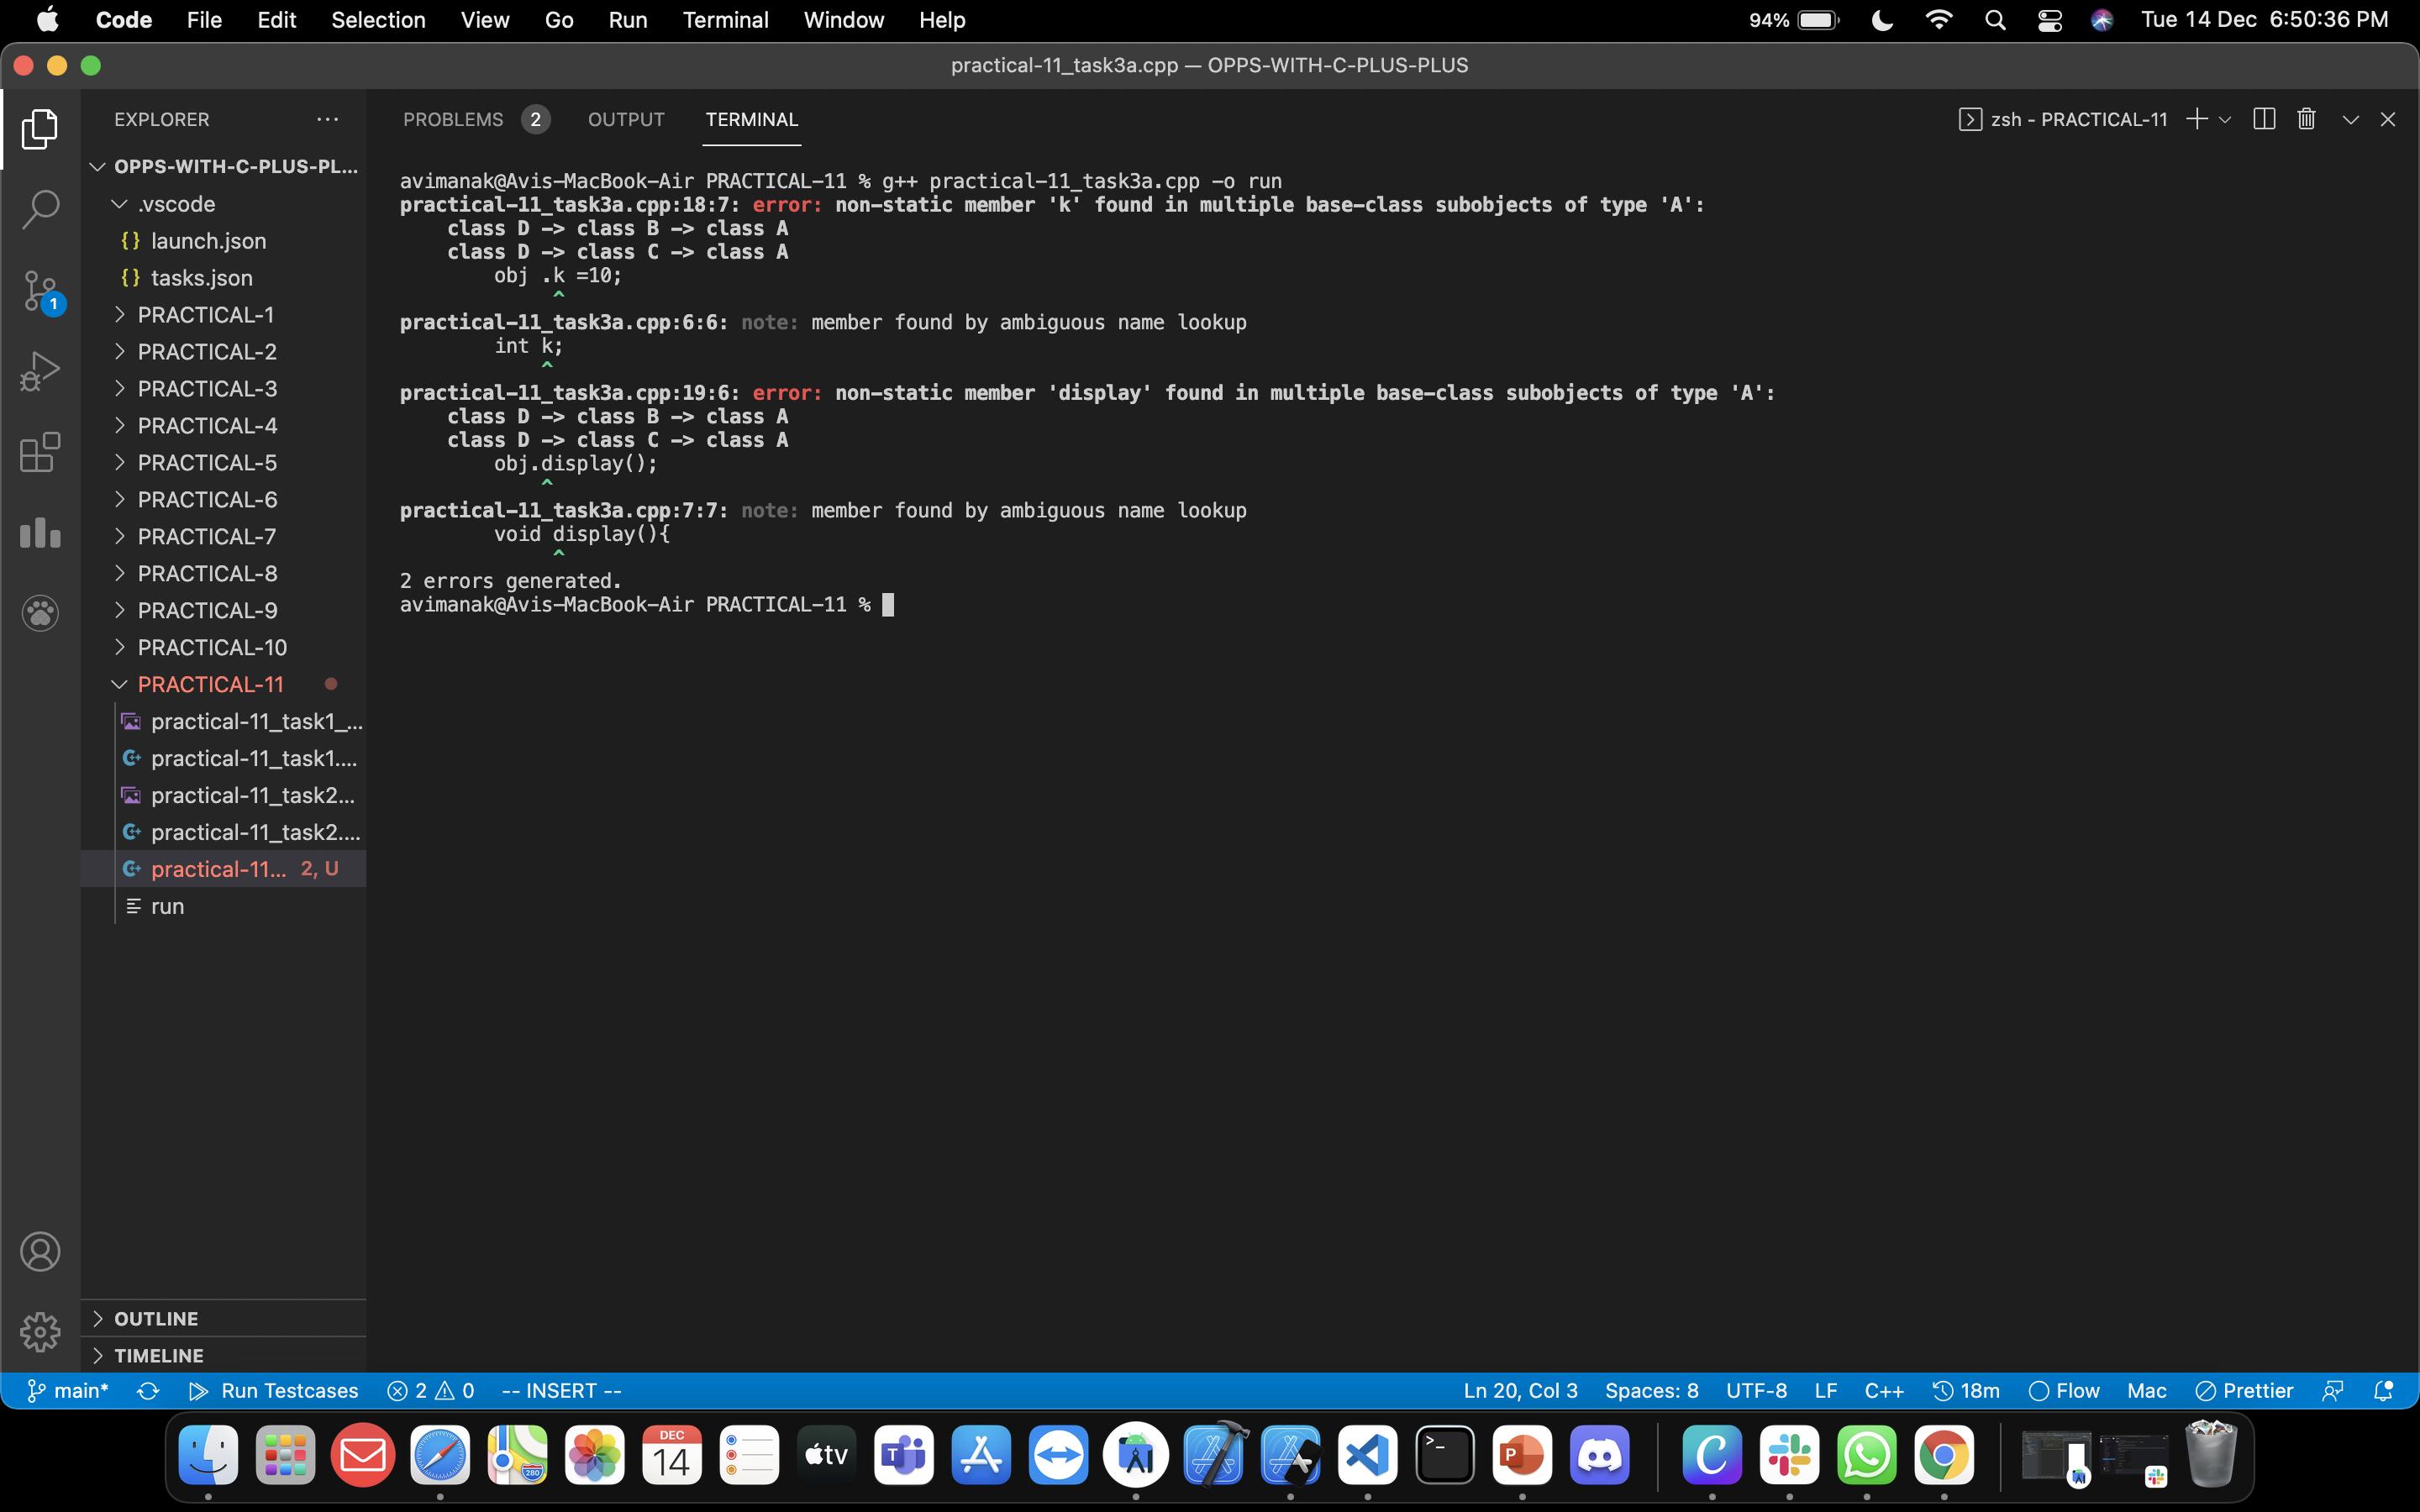 Code File Edit Selection View Go Run Terminal Window Help 94% Tue 14 Dec 6:50:36 PM
practical-11_task3a.cpp — OPPS-WITH-C-PLUS-PLUS
EXPLORER ···
OPPS-WITH-C-PLUS-PL...
.vscode
{} launch.json
{} tasks.json
PRACTICAL-1
PRACTICAL-2
PRACTICAL-3
PRACTICAL-4
PRACTICAL-5
PRACTICAL-6
PRACTICAL-7
PRACTICAL-8
PRACTICAL-9
PRACTICAL-10
PRACTICAL-11
practical-11_task1_...
practical-11_task1....
practical-11_task2...
practical-11_task2....
practical-11... 2, U
run
OUTLINE
TIMELINE
1
PROBLEMS 2 OUTPUT TERMINAL
zsh - PRACTICAL-11
avimanak@Avis-MacBook-Air PRACTICAL-11 % g++ practical-11_task3a.cpp -o run
practical-11_task3a.cpp:18:7: error: non-static member 'k' found in multiple base-class subobjects of type 'A':
class D -> class B -> class A
class D -> class C -> class A
obj .k =10;
^
practical-11_task3a.cpp:6:6: note: member found by ambiguous name lookup
int k;
^
practical-11_task3a.cpp:19:6: error: non-static member 'display' found in multiple base-class subobjects of type 'A':
class D -> class B -> class A
class D -> class C -> class A
obj.display();
^
practical-11_task3a.cpp:7:7: note: member found by ambiguous name lookup
void display(){
^
2 errors generated.
avimanak@Avis-MacBook-Air PRACTICAL-11 %
main* Run Testcases 2 0 -- INSERT -- Ln 20, Col 3 Spaces: 8 UTF-8 LF C++ 18m Flow Mac Prettier
DEC
14
280
tv
T
P
C